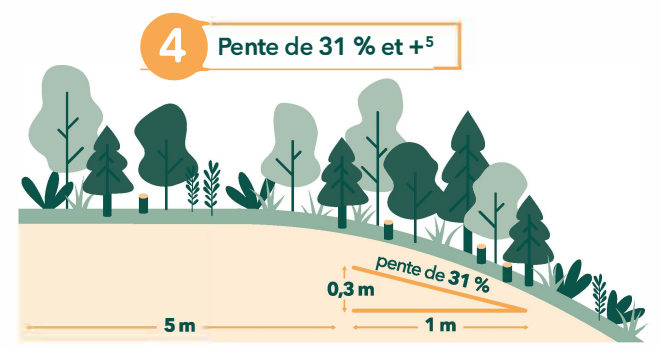 4
Pente de 31 % et +⁵
pente de 31 %
0,3 m
5 m
1 m